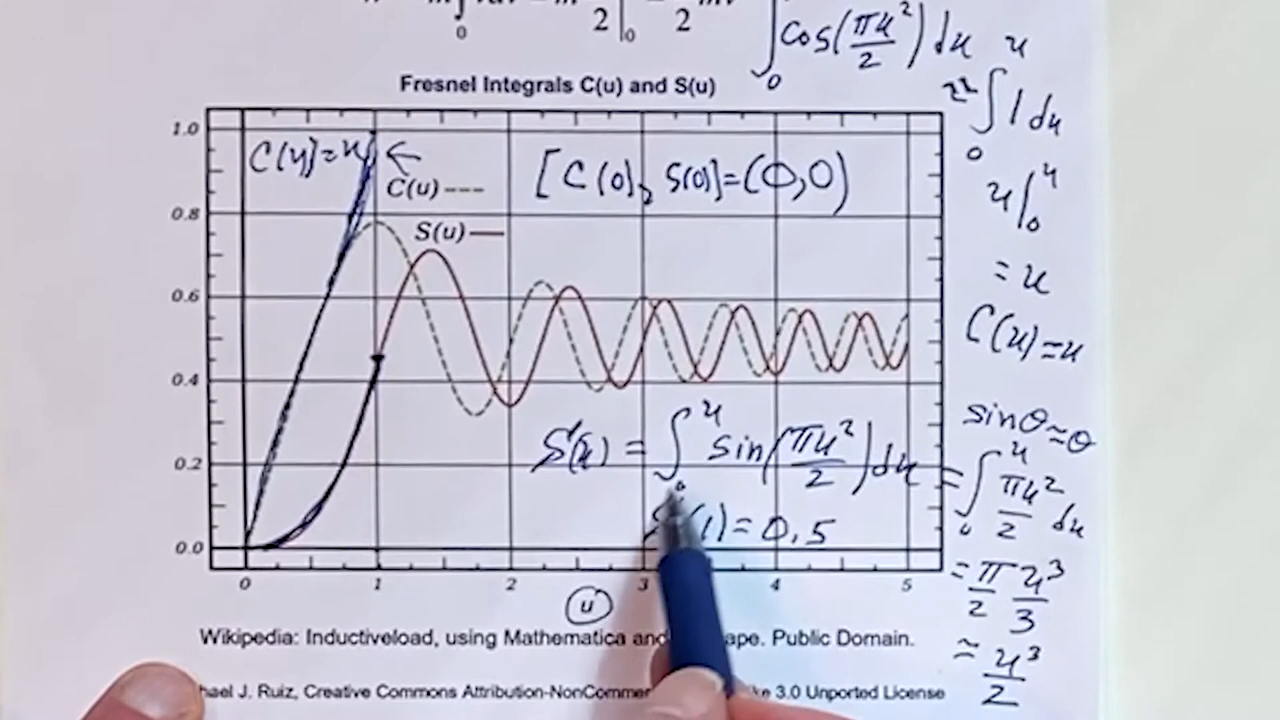 ∫₀ cos(πu²/2) du u
Fresnel Integrals C(u) and S(u)
≈ ∫₀ 1 du
1.0
C(u)=u ←
[C(0), S(0)]=(0,0)
C(u)
0.8
u|₀ᵘ
S(u)
= u
0.6
C(u)≈u
0.4
sinθ≈θ
S(u) = ∫₀ᵘ sin(πu²/2) du = ∫₀ᵘ πu²/2 du
0.2
(1)=0.5
0.0
= π/2 u³/3
0 1 2 3 4 5
u
≈ u³/2
Wikipedia: Inductiveload, using Mathematica and ape. Public Domain.
hael J. Ruiz, Creative Commons Attribution-NonCommer ke 3.0 Unported License